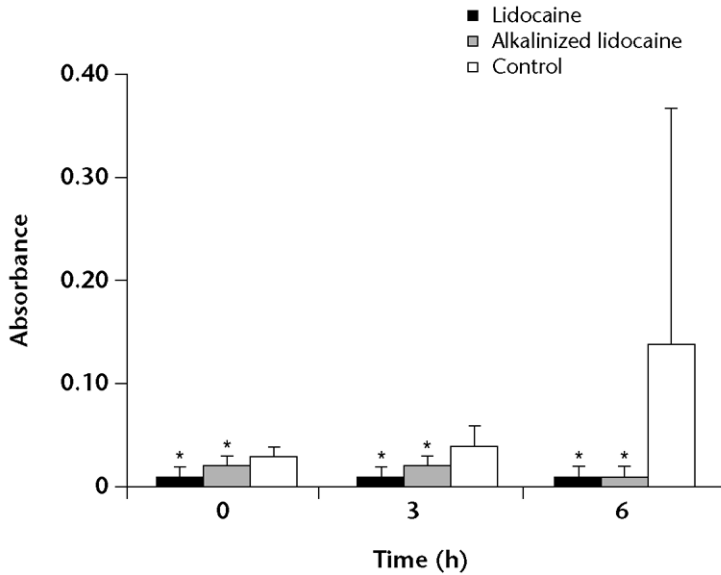 Lidocaine
Alkalinized lidocaine
Control
0.40
0.30
0.20
0.10
0
Absorbance
* * * * * *
0 3 6
Time (h)